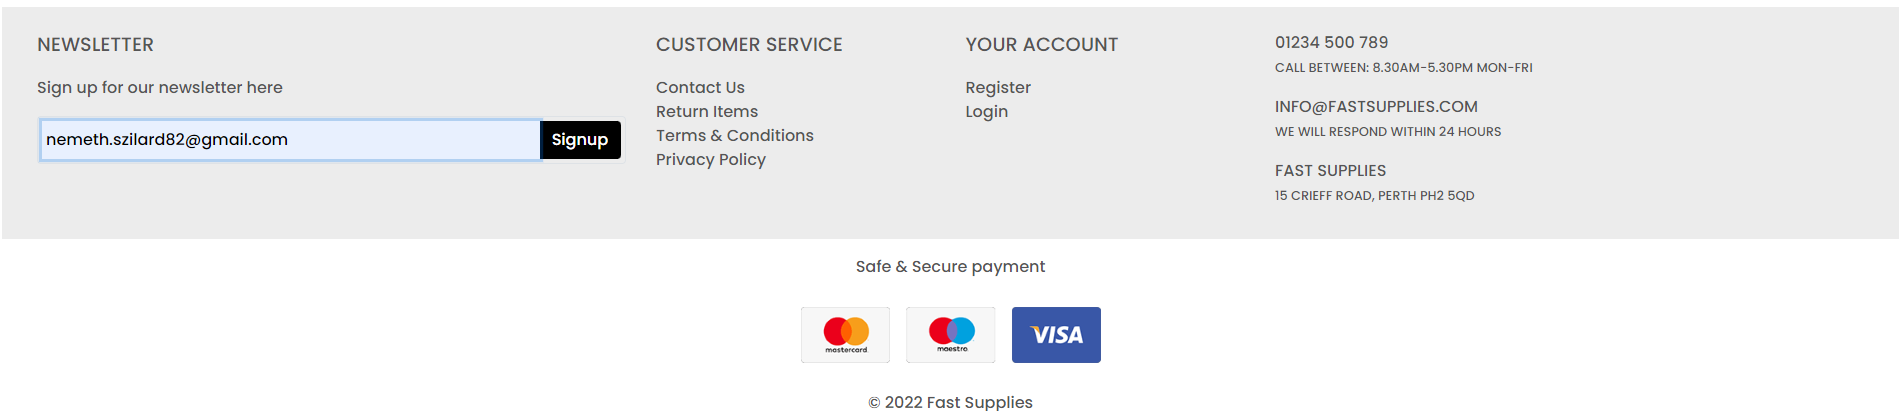 NEWSLETTER
Sign up for our newsletter here
nemeth.szilard82@gmail.com
Signup
CUSTOMER SERVICE
Contact Us
Return Items
Terms & Conditions
Privacy Policy
YOUR ACCOUNT
Register
Login
01234 500 789
CALL BETWEEN: 8.30AM-5.30PM MON-FRI
INFO@FASTSUPPLIES.COM
WE WILL RESPOND WITHIN 24 HOURS
FAST SUPPLIES
15 CRIEFF ROAD, PERTH PH2 5QD
Safe & Secure payment
mastercard.
maestro.
VISA
© 2022 Fast Supplies